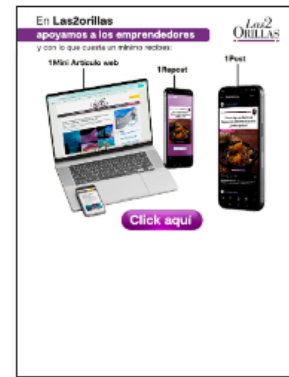 En Las2orillas
Las2
ORILLAS
apoyamos a los emprendedores
y con lo que cuesta un mínimo recibes:
1Mini Artículo web
1Repost
1Post
Click aquí